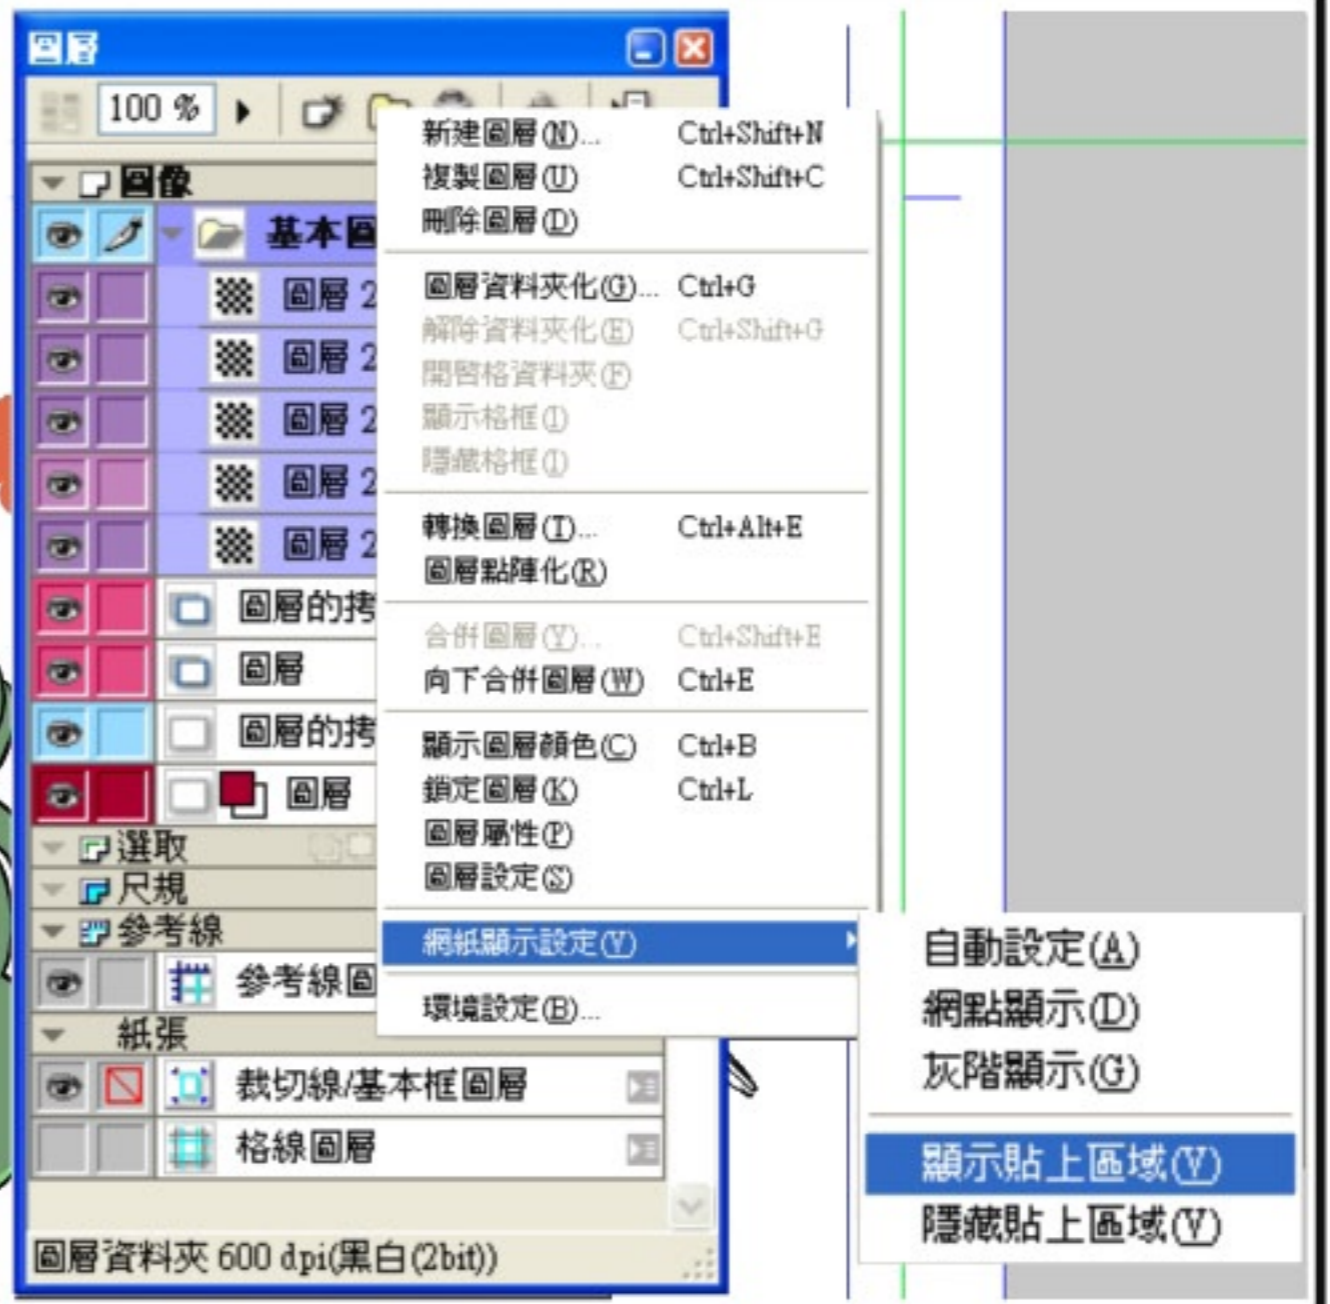 圖層
100 %
圖像
基本圖
圖層 2
圖層 2
圖層 2
圖層 2
圖層 2
圖層的拷
圖層
圖層的拷
圖層
選取
尺規
參考線
參考線圖
紙張
裁切線/基本框圖層
格線圖層
圖層資料夾 600 dpi(黑白(2bit))
新建圖層(N)... Ctrl+Shift+N
複製圖層(U) Ctrl+Shift+C
刪除圖層(D)
圖層資料夾化(G)... Ctrl+G
解除資料夾化(E) Ctrl+Shift+G
開啓格資料夾(F)
顯示格框(I)
隱藏格框(I)
轉換圖層(T)... Ctrl+Alt+E
圖層點陣化(R)
合併圖層(Y)... Ctrl+Shift+E
向下合併圖層(W) Ctrl+E
顯示圖層顏色(C) Ctrl+B
鎖定圖層(K) Ctrl+L
圖層屬性(P)
圖層設定(S)
網紙顯示設定(V)
環境設定(B)...
自動設定(A)
網點顯示(D)
灰階顯示(G)
顯示貼上區域(V)
隱藏貼上區域(V)